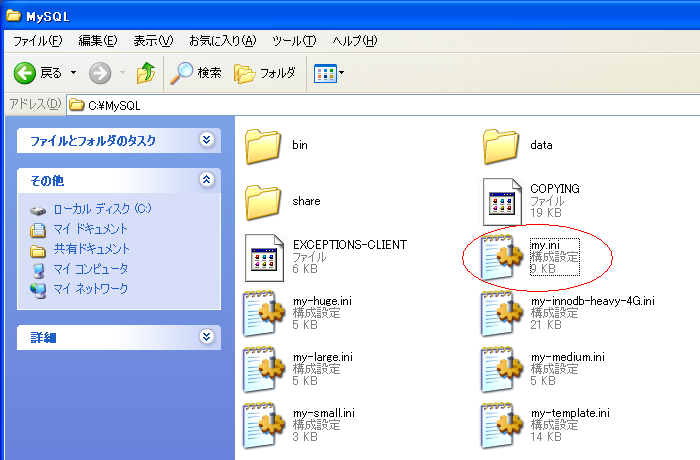 MySQL
ファイル(F) 編集(E) 表示(V) お気に入り(A) ツール(T) ヘルプ(H)
戻る 検索 フォルダ
アドレス(D) C:¥MySQL
ファイルとフォルダのタスク
その他
ローカル ディスク (C:)
マイ ドキュメント
共有ドキュメント
マイ コンピュータ
マイ ネットワーク
詳細
bin
data
share
COPYING
ファイル
19 KB
EXCEPTIONS-CLIENT
ファイル
6 KB
my.ini
構成設定
9 KB
my-huge.ini
構成設定
5 KB
my-innodb-heavy-4G.ini
構成設定
21 KB
my-large.ini
構成設定
5 KB
my-medium.ini
構成設定
5 KB
my-small.ini
構成設定
3 KB
my-template.ini
構成設定
14 KB